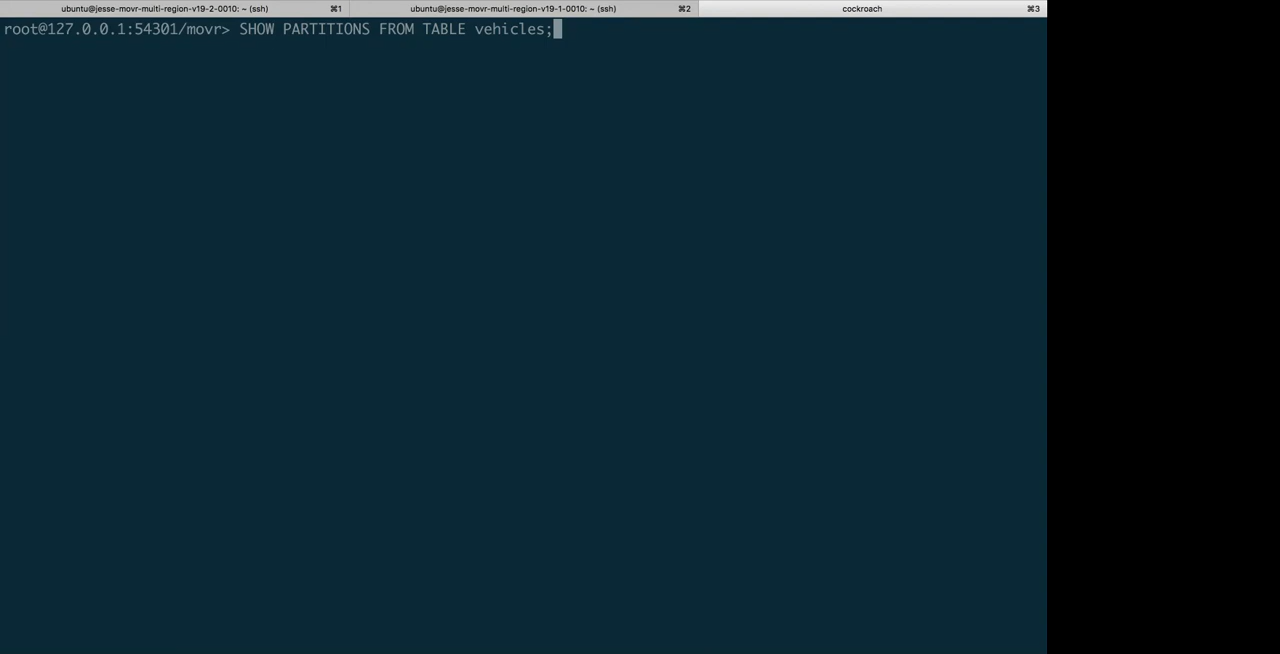 ubuntu@jesse-movr-multi-region-v19-2-0010: ~ (ssh) ⌘1 ubuntu@jesse-movr-multi-region-v19-1-0010: ~ (ssh) ⌘2 cockroach ⌘3
root@127.0.0.1:54301/movr> SHOW PARTITIONS FROM TABLE vehicles;